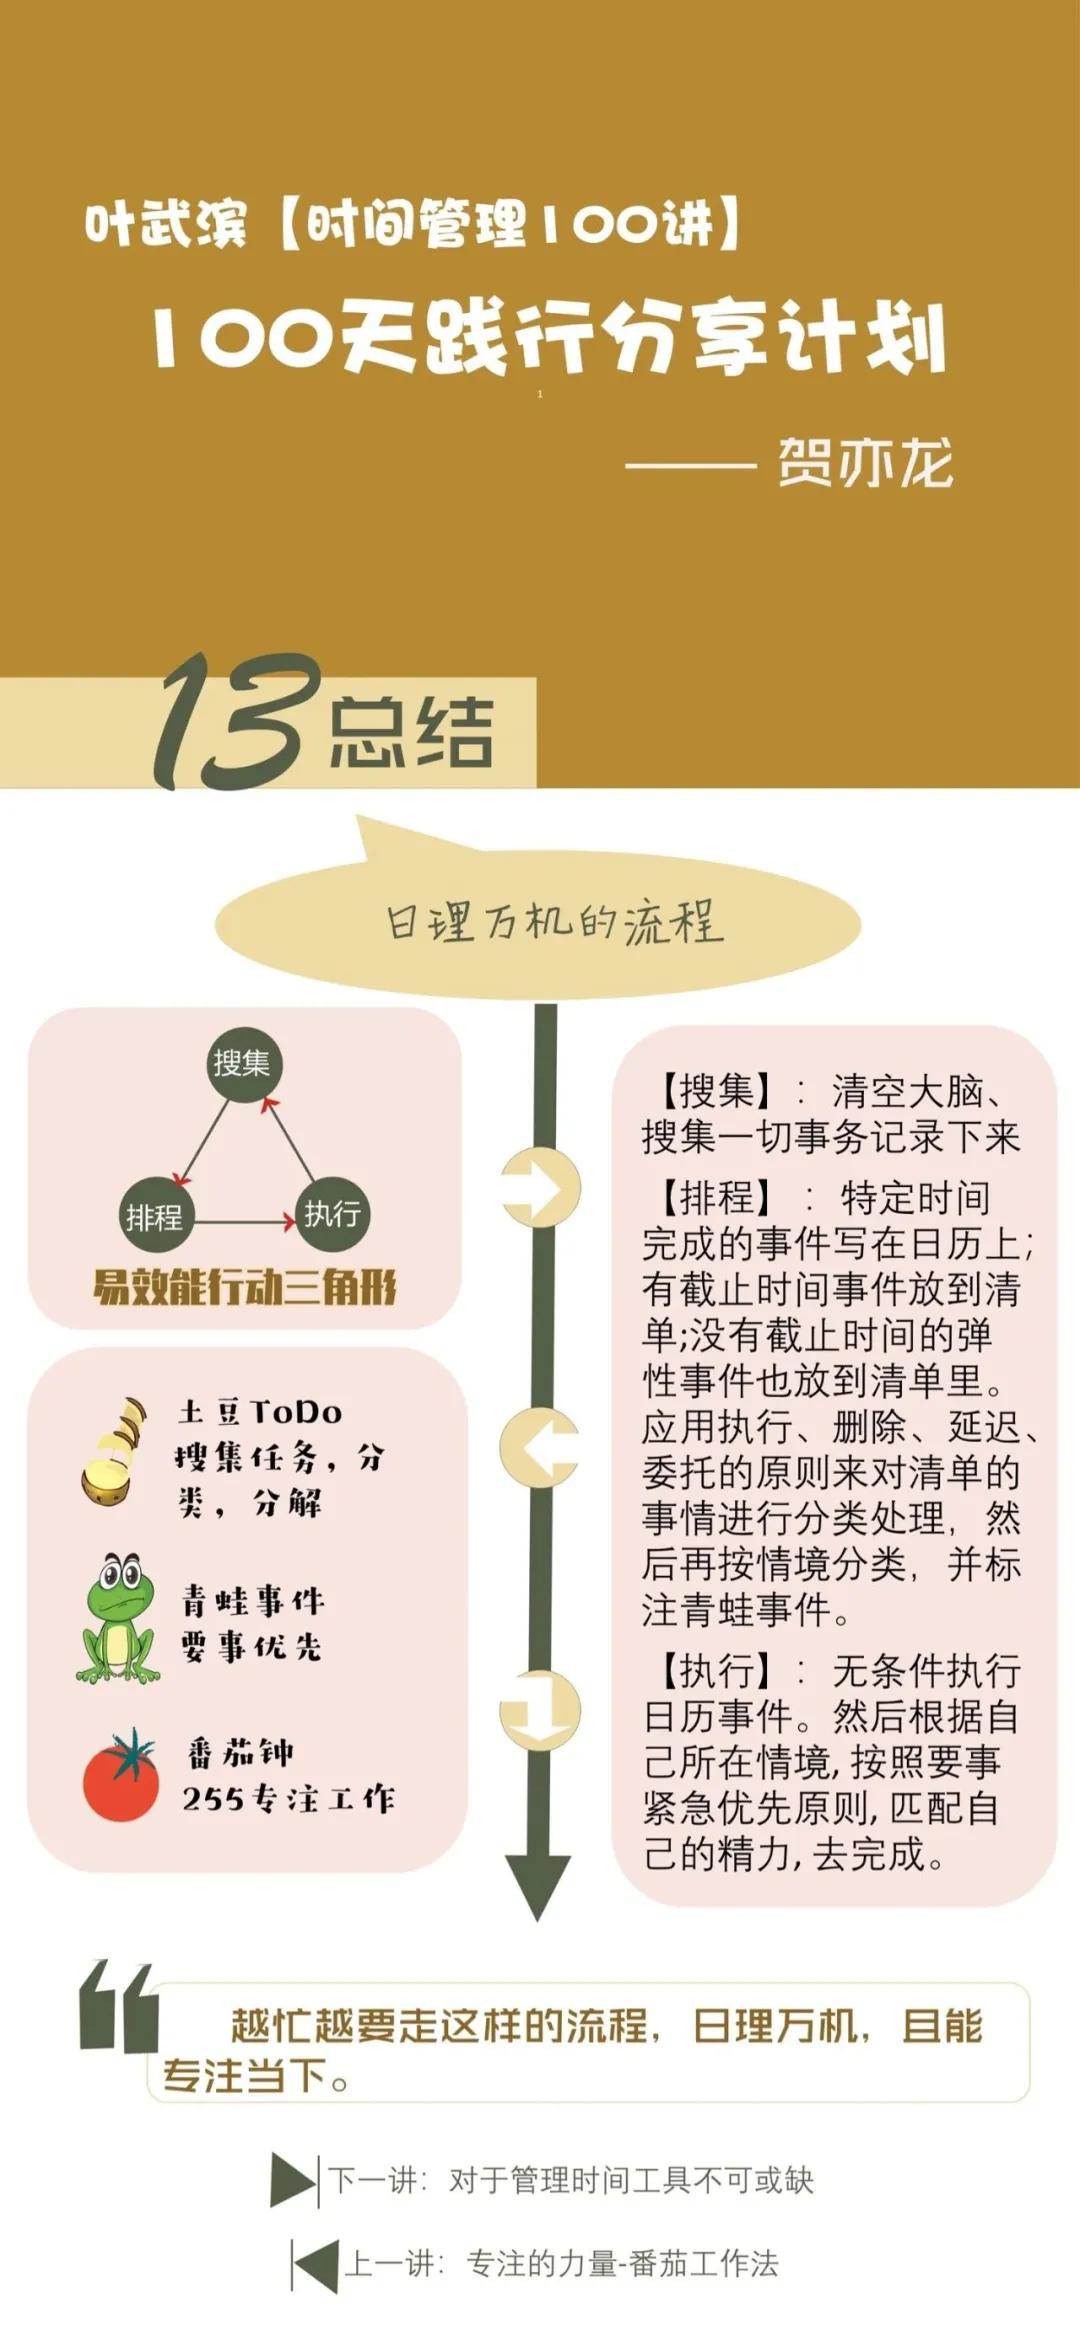 叶武滨【时间管理100讲】
100天践行分享计划
1
—— 贺亦龙
13总结
日理万机的流程
搜集
排程
执行
易效能行动三角形
土豆ToDo
搜集任务，分
类，分解
青蛙事件
要事优先
番茄钟
255专注工作
【搜集】：清空大脑、
搜集一切事务记录下来
【排程】：特定时间
完成的事件写在日历上；
有截止时间事件放到清
单;没有截止时间的弹
性事件也放到清单里。
应用执行、删除、延迟、
委托的原则来对清单的
事情进行分类处理，然
后再按情境分类，并标
注青蛙事件。
【执行】：无条件执行
日历事件。然后根据自
己所在情境,按照要事
紧急优先原则,匹配自
己的精力,去完成。
越忙越要走这样的流程，日理万机，且能
专注当下。
下一讲：对于管理时间工具不可或缺
上一讲：专注的力量-番茄工作法